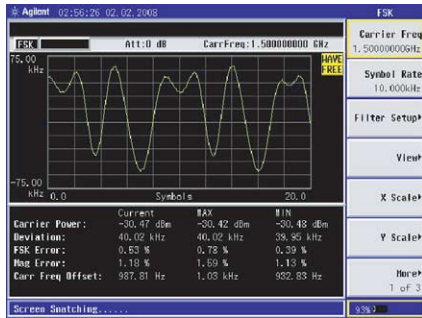 Agilent 02:56:26 02.02.2008 FSK
FSK Att:0 dB CarrFreq:1.500000000 GHz
75.00
kHz
WAVE
FREE
-75.00
kHz 0.0 Symbols 20.0
Current MAX MIN
Carrier Power: -30.47 dBm -30.42 dBm -30.48 dBm
Deviation: 40.02 kHz 40.02 kHz 39.95 kHz
FSK Error: 0.53 % 0.78 % 0.39 %
Mag Error: 1.18 % 1.59 % 1.13 %
Carr Freq Offset: 987.81 Hz 1.03 kHz 932.83 Hz
Screen Snatching......
Carrier Freq
1.50000000GHz
Symbol Rate
10.000kHz
Filter Setup
View
X Scale
Y Scale
More
1 of 3
93%